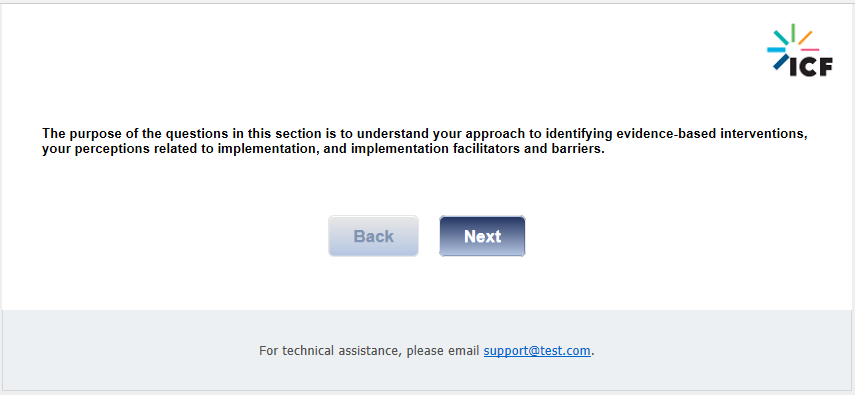 ICF
The purpose of the questions in this section is to understand your approach to identifying evidence-based interventions,
your perceptions related to implementation, and implementation facilitators and barriers.
Back
Next
For technical assistance, please email support@test.com.